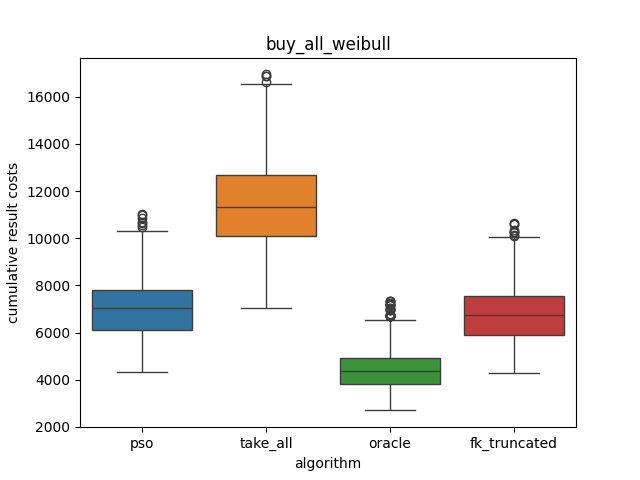 buy_all_weibull
cumulative result costs
16000
14000
12000
10000
8000
6000
4000
2000
pso take_all oracle fk_truncated
algorithm